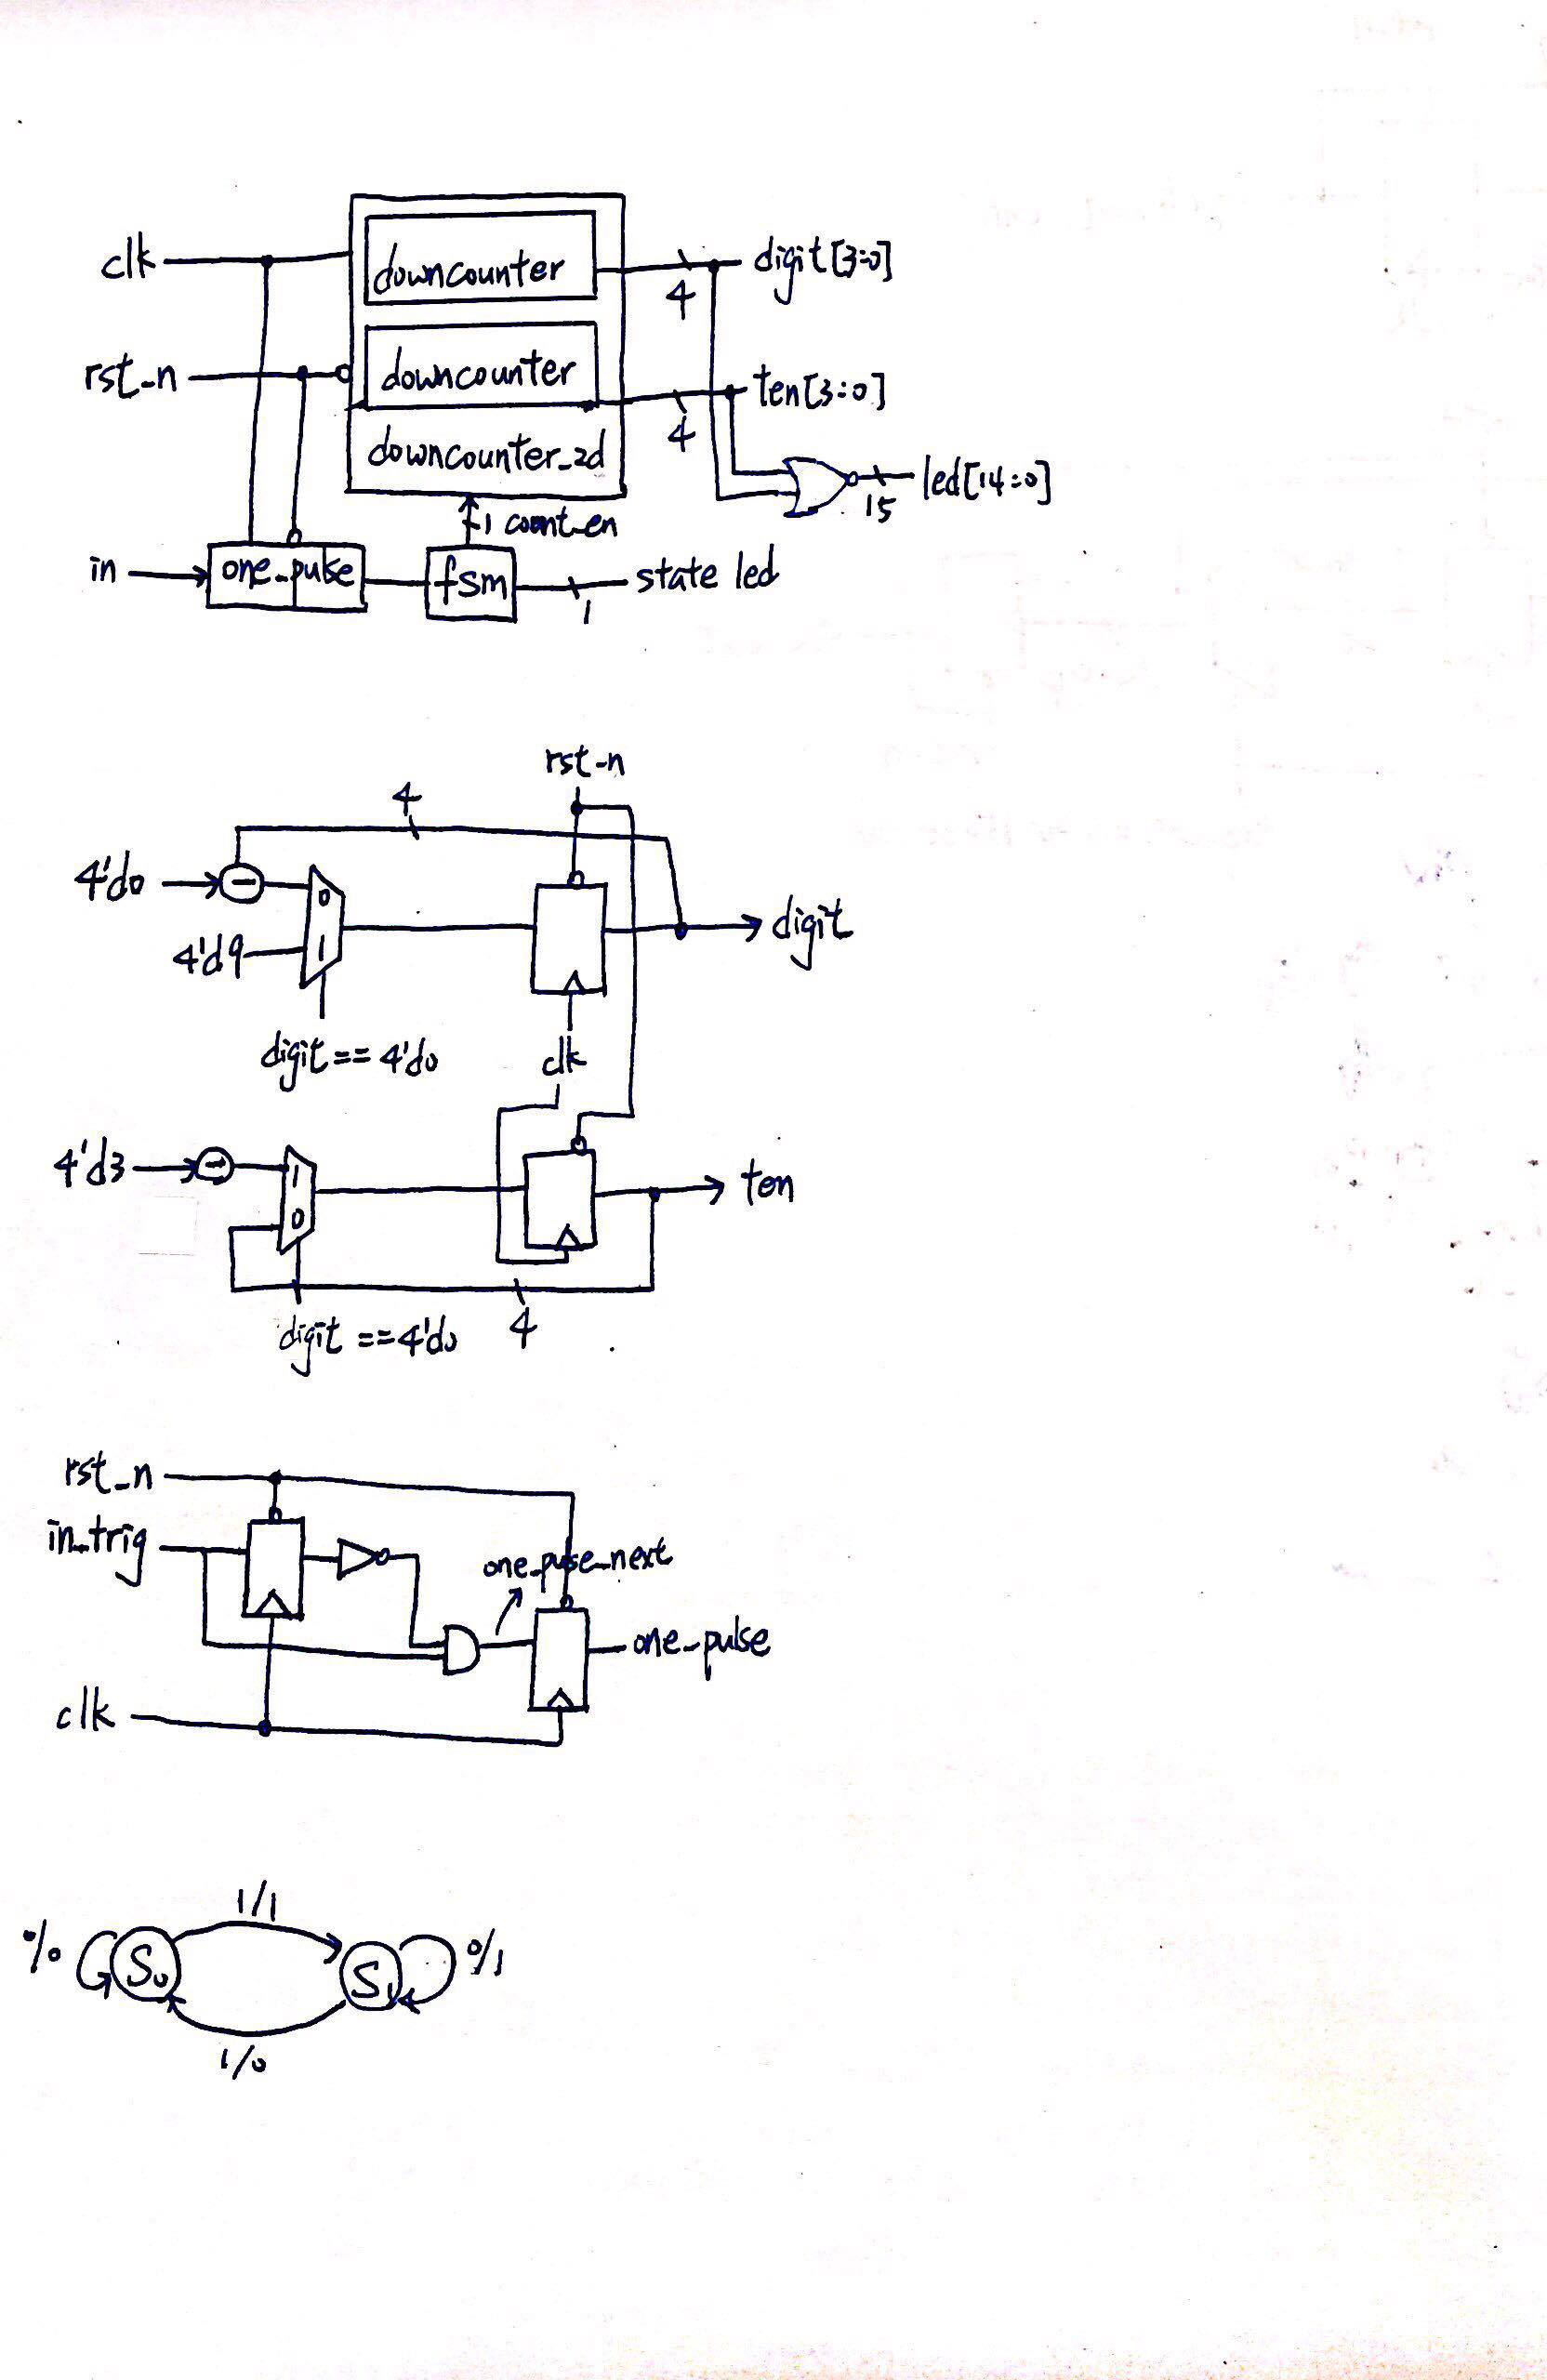 clk
downcounter
digit[3:0]
4
rst_n
downcounter
ten[3:0]
4
downcounter_2d
led[14:0]
15
1 count_en
in
one_pulse
fsm
state led
1
rst_n
4
4'd0
-
0
4'd9
1
digit
digit == 4'd0
clk
4'd3
-
1
0
ten
digit == 4'd0
4
rst_n
in_trig
one_puse_next
one_pulse
clk
1/1
0/0
S0
S1
0/1
1/0